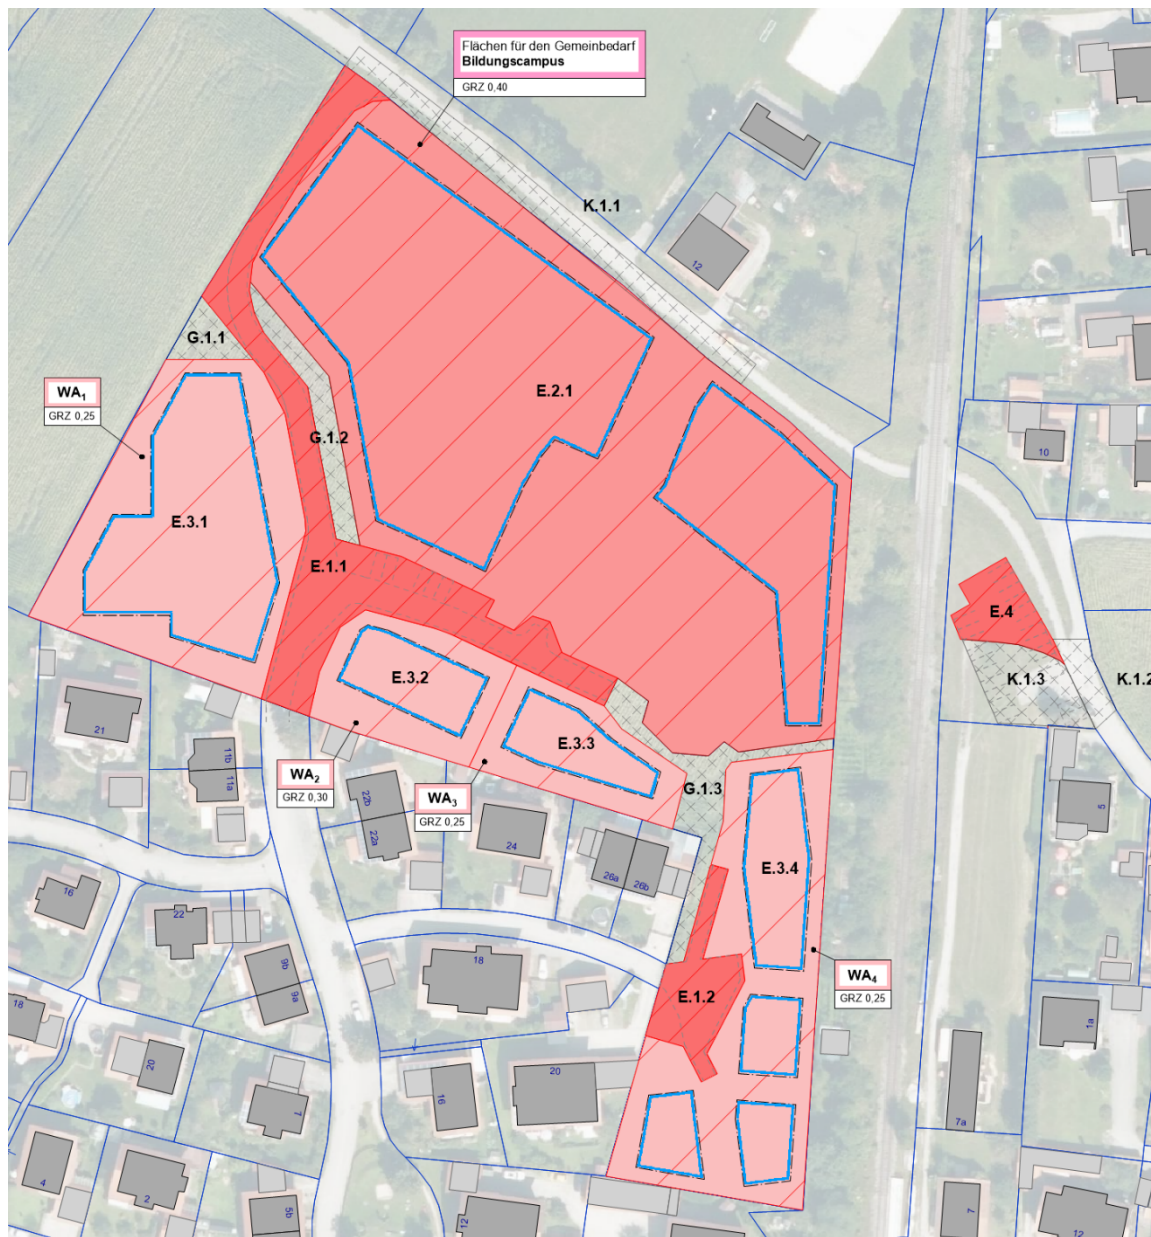 Flächen für den Gemeinbedarf
Bildungscampus
GRZ 0,40
K.1.1
12
G.1.1
WA₁
GRZ 0,25
E.2.1
G.1.2
10
E.3.1
E.1.1
E.4
E.3.2
K.1.3
K.1.2
21
E.3.3
11b
11a
WA₂
GRZ 0,30
WA₃
GRZ 0,25
G.1.3
22b
22a
24
5
26a
26b
E.3.4
16
22
18
9b
9a
WA₄
GRZ 0,25
E.1.2
18
1a
20
7
16
20
7a
4
2
5b
12
7
12